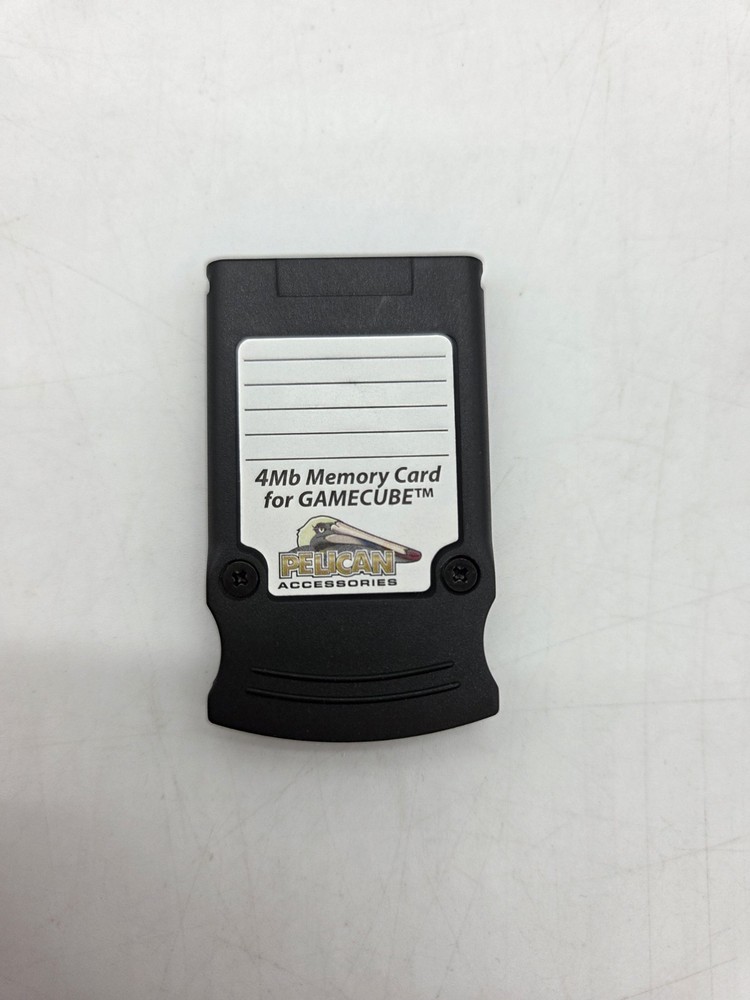 4Mb Memory Card
for GAMECUBE™
PELICAN
ACCESSORIES